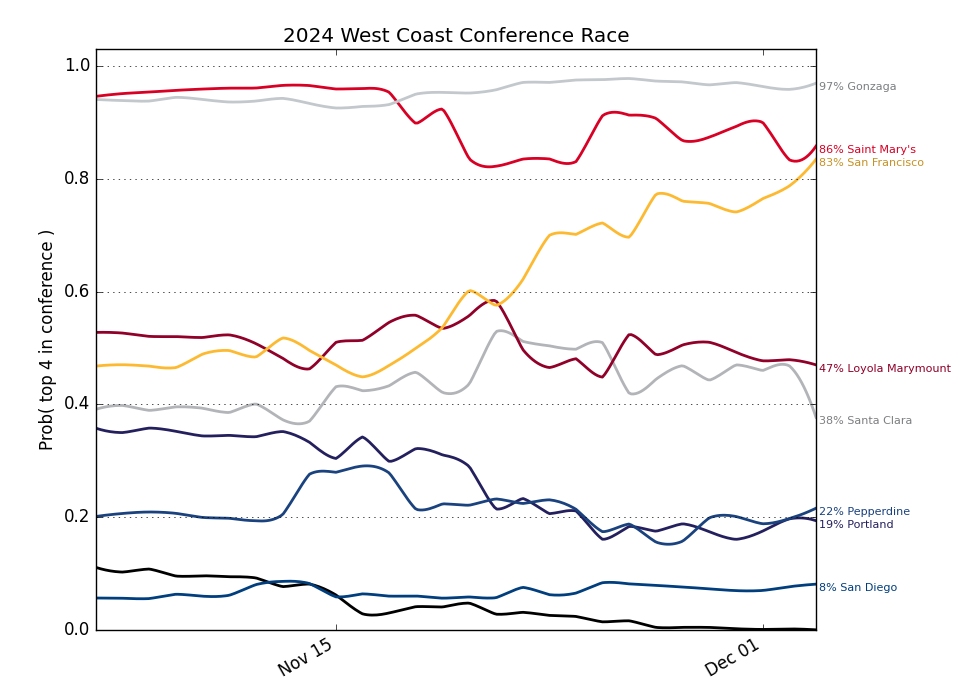 2024 West Coast Conference Race
Prob( top 4 in conference )
1.0
0.8
0.6
0.4
0.2
0.0
Nov 15
Dec 01
97% Gonzaga
86% Saint Mary's
83% San Francisco
47% Loyola Marymount
38% Santa Clara
22% Pepperdine
19% Portland
8% San Diego